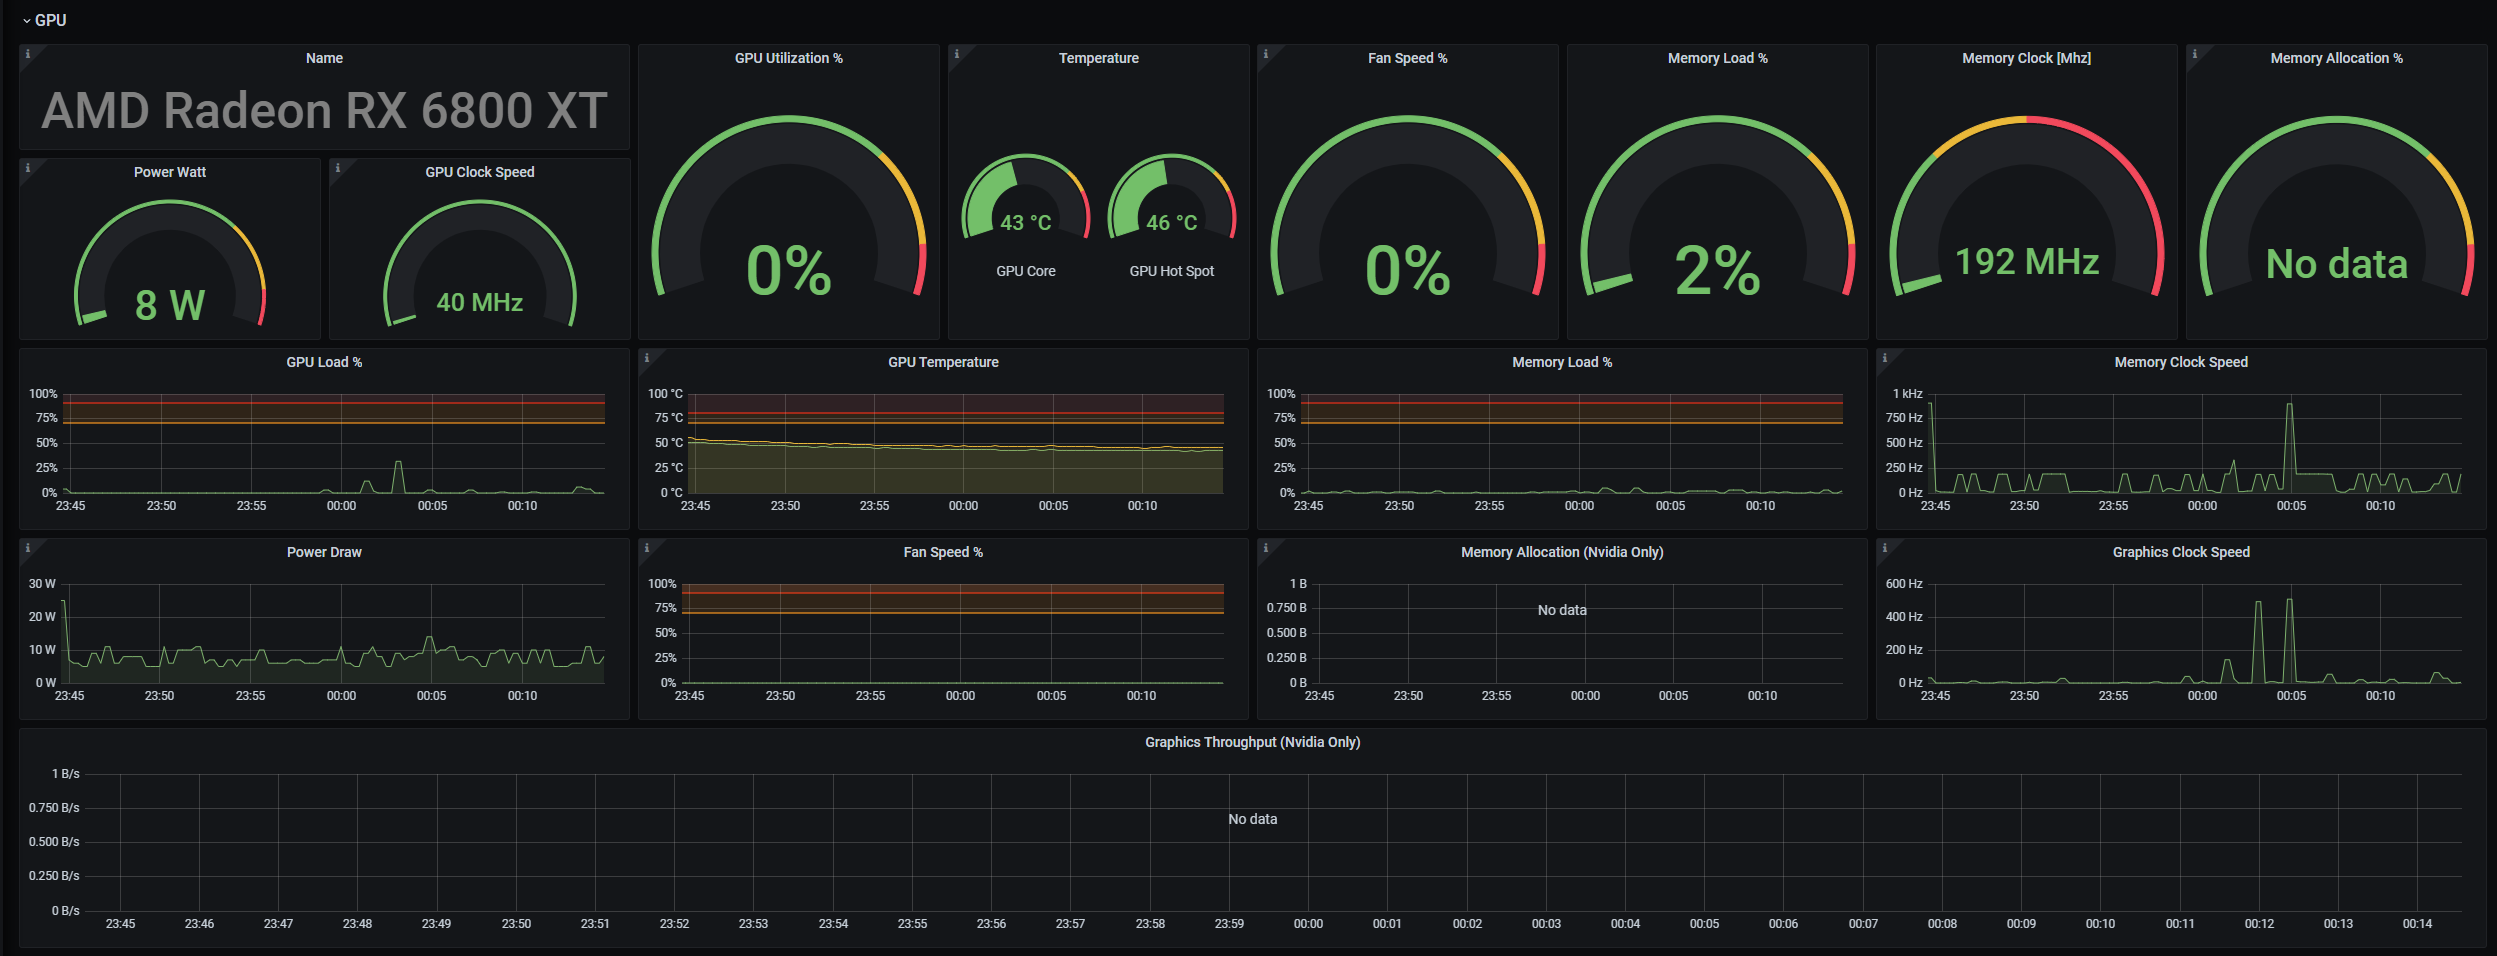 GPU
Name
AMD Radeon RX 6800 XT
Power Watt
8 W
GPU Clock Speed
40 MHz
GPU Utilization %
0%
Temperature
43 °C
GPU Core
46 °C
GPU Hot Spot
Fan Speed %
0%
Memory Load %
2%
Memory Clock [Mhz]
192 MHz
Memory Allocation %
No data
GPU Load %
100%
75%
50%
25%
0%
23:45 23:50 23:55 00:00 00:05 00:10
GPU Temperature
100 °C
75 °C
50 °C
25 °C
0 °C
23:45 23:50 23:55 00:00 00:05 00:10
Memory Load %
100%
75%
50%
25%
0%
23:45 23:50 23:55 00:00 00:05 00:10
Memory Clock Speed
1 kHz
750 Hz
500 Hz
250 Hz
0 Hz
23:45 23:50 23:55 00:00 00:05 00:10
Power Draw
30 W
20 W
10 W
0 W
23:45 23:50 23:55 00:00 00:05 00:10
Fan Speed %
100%
75%
50%
25%
0%
23:45 23:50 23:55 00:00 00:05 00:10
Memory Allocation (Nvidia Only)
1 B
0.750 B
0.500 B
0.250 B
0 B
No data
23:45 23:50 23:55 00:00 00:05 00:10
Graphics Clock Speed
600 Hz
400 Hz
200 Hz
0 Hz
23:45 23:50 23:55 00:00 00:05 00:10
Graphics Throughput (Nvidia Only)
1 B/s
0.750 B/s
0.500 B/s
0.250 B/s
0 B/s
No data
23:45 23:46 23:47 23:48 23:49 23:50 23:51 23:52 23:53 23:54 23:55 23:56 23:57 23:58 23:59 00:00 00:01 00:02 00:03 00:04 00:05 00:06 00:07 00:08 00:09 00:10 00:11 00:12 00:13 00:14